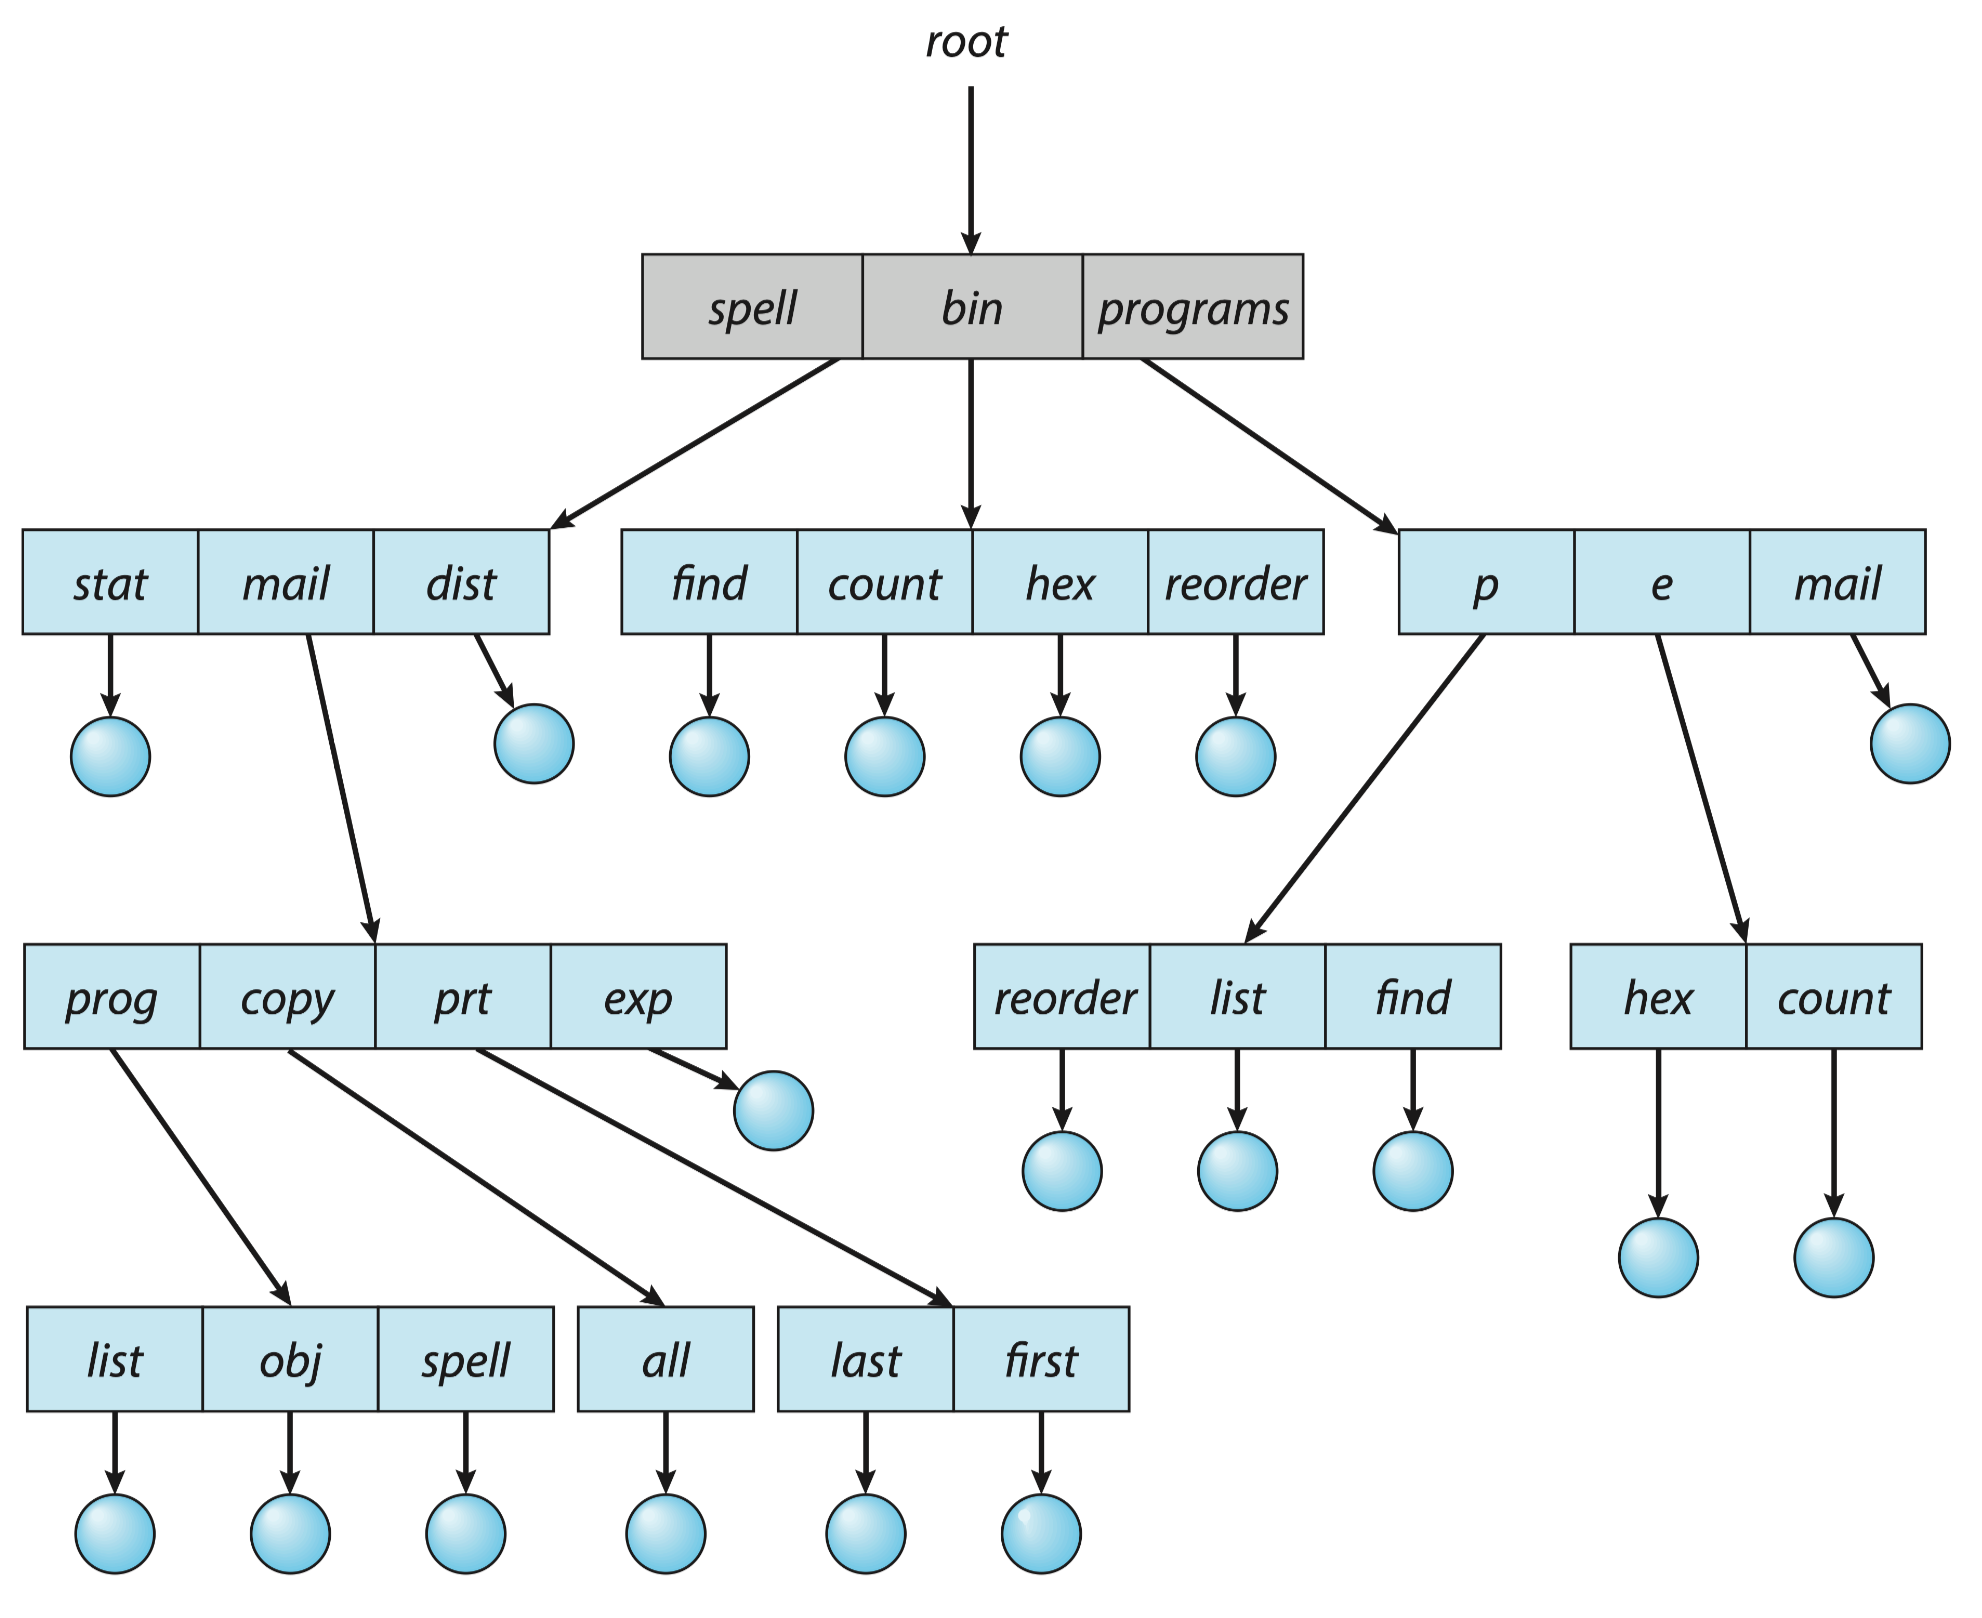 root
spell bin programs
stat mail dist find count hex reorder p e mail
prog copy prt exp reorder list find hex count
list obj spell all last first